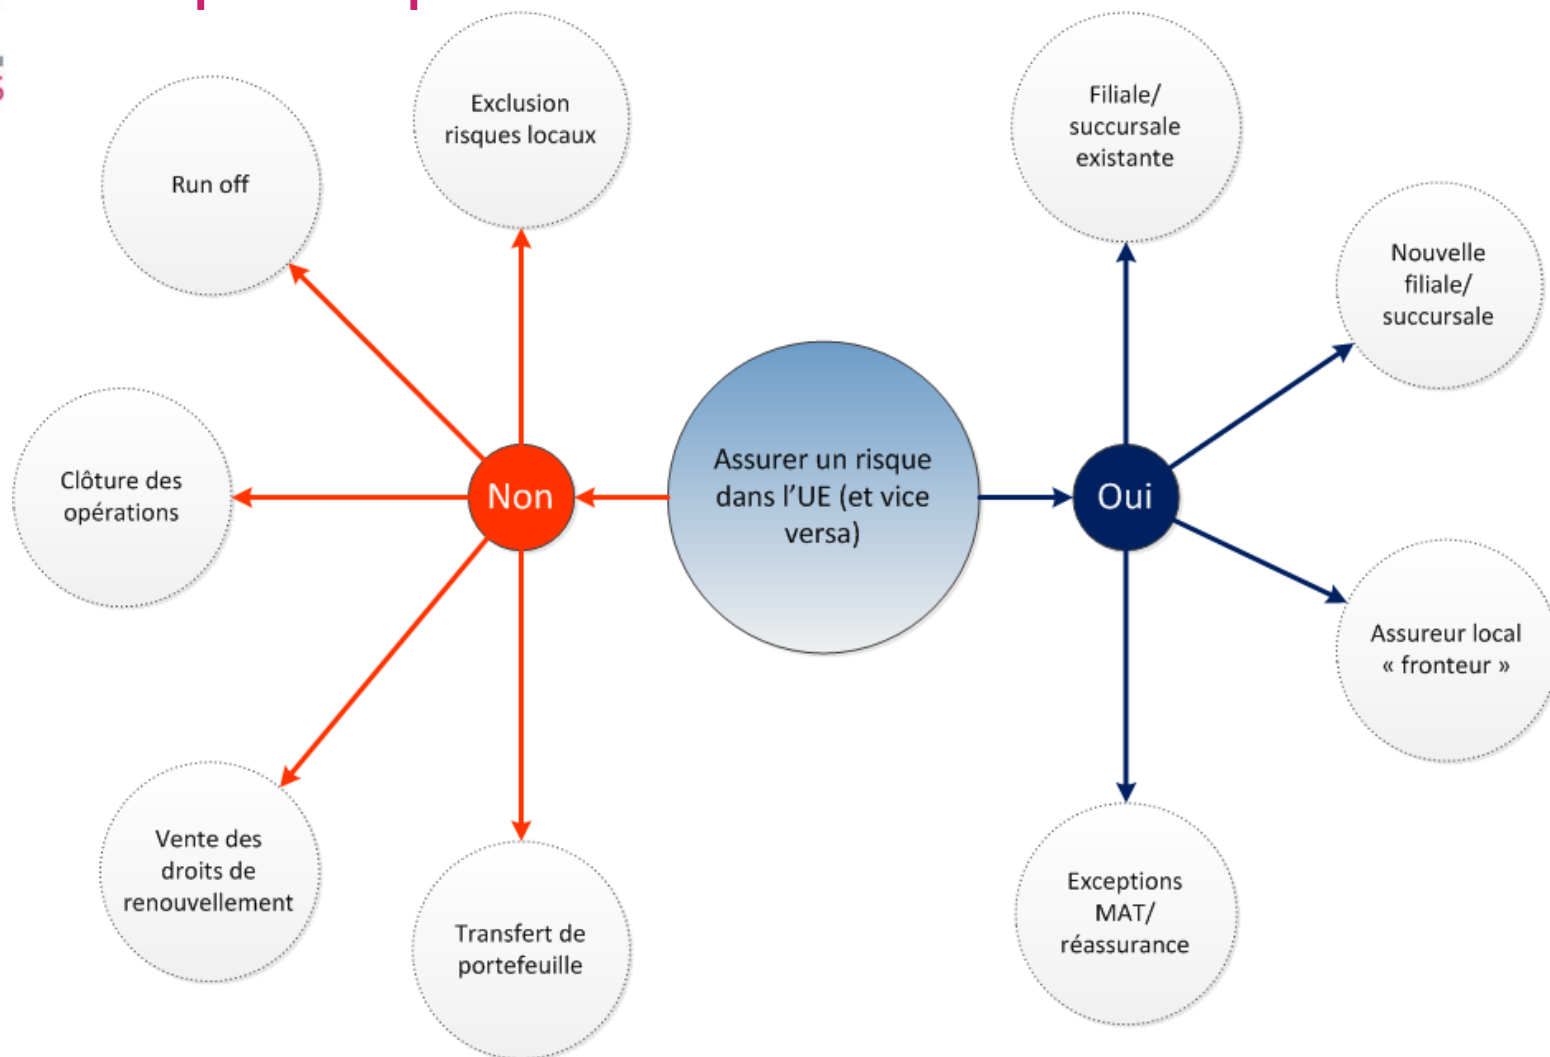 Exclusion
risques locaux
Run off
Clôture des
opérations
Vente des
droits de
renouvellement
Transfert de
portefeuille
Non
Assurer un risque
dans l'UE (et vice
versa)
Oui
Filiale/
succursale
existante
Nouvelle
filiale/
succursale
Assureur local
« fronteur »
Exceptions
MAT/
réassurance